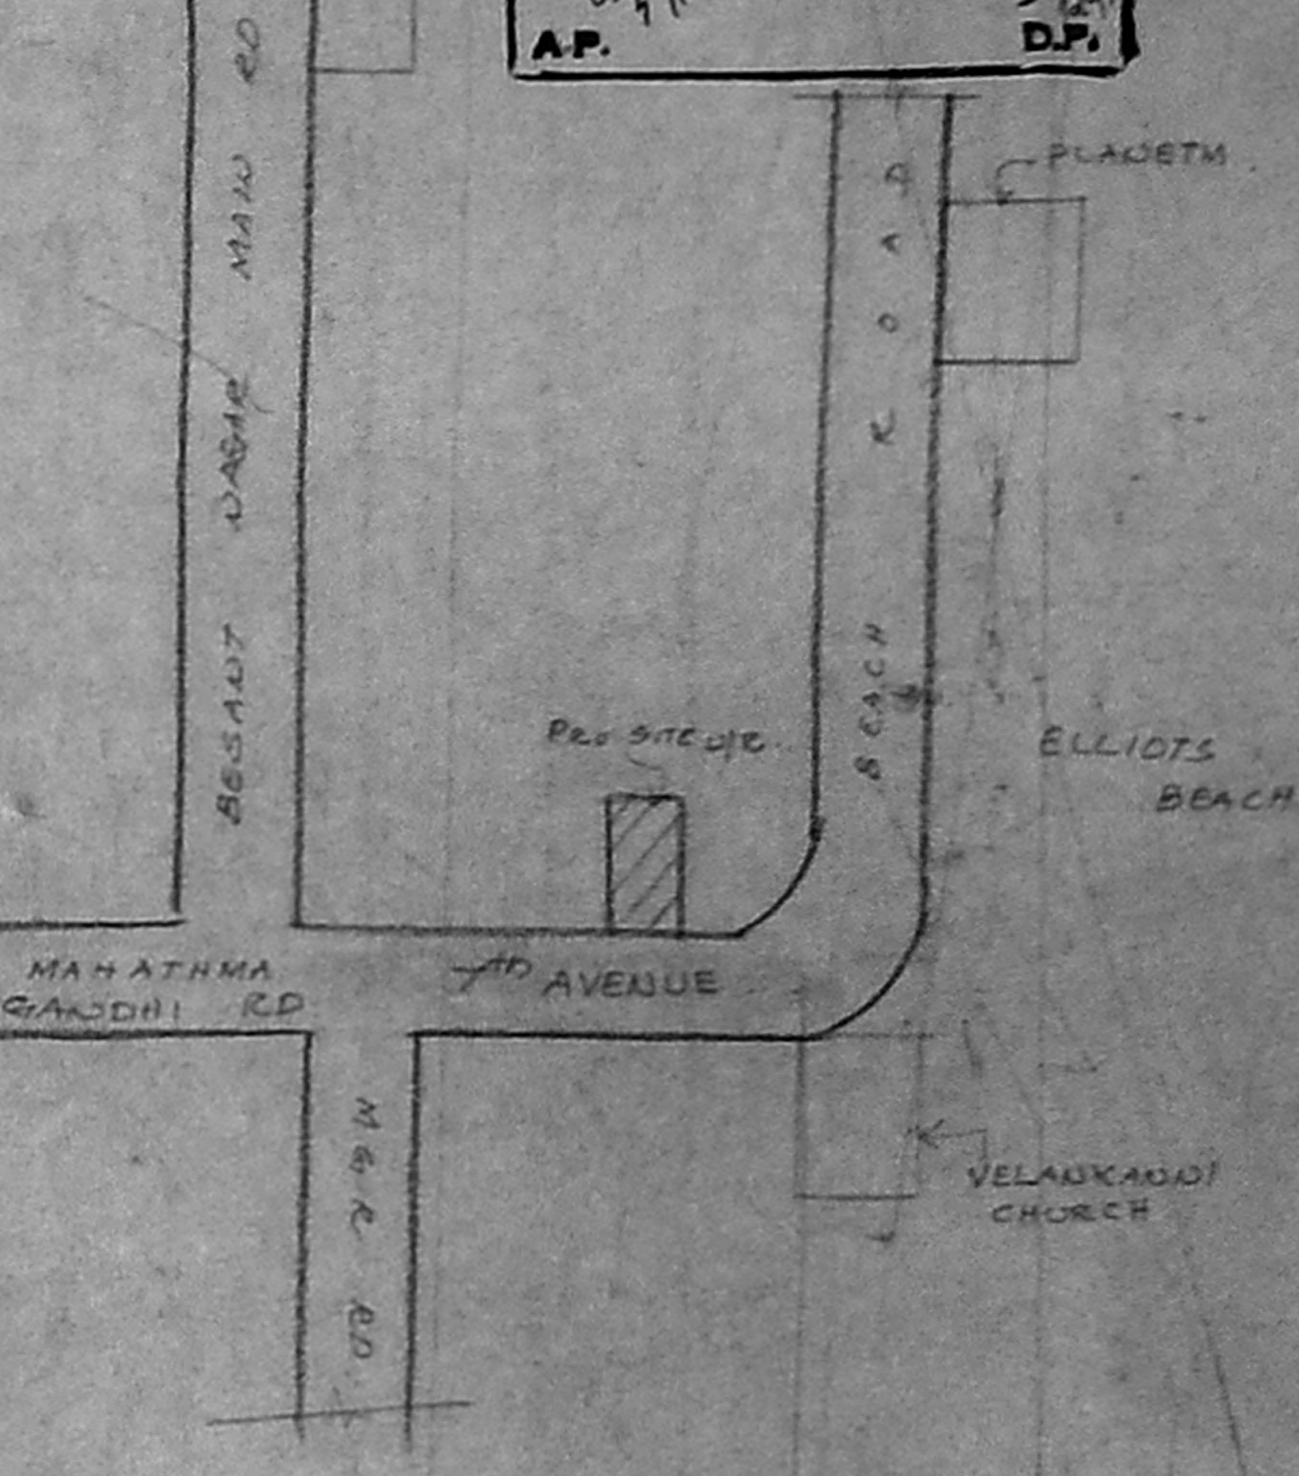 A.P.
D.P.
BESANT NAGAR MAIN RD
PLANETM
BEACH ROAD
PRO SITE U/R
ELLIOTS
BEACH
MAHATHMA
GANDHI RD
7TH AVENUE
MGR RD.
VELANKANNI
CHURCH